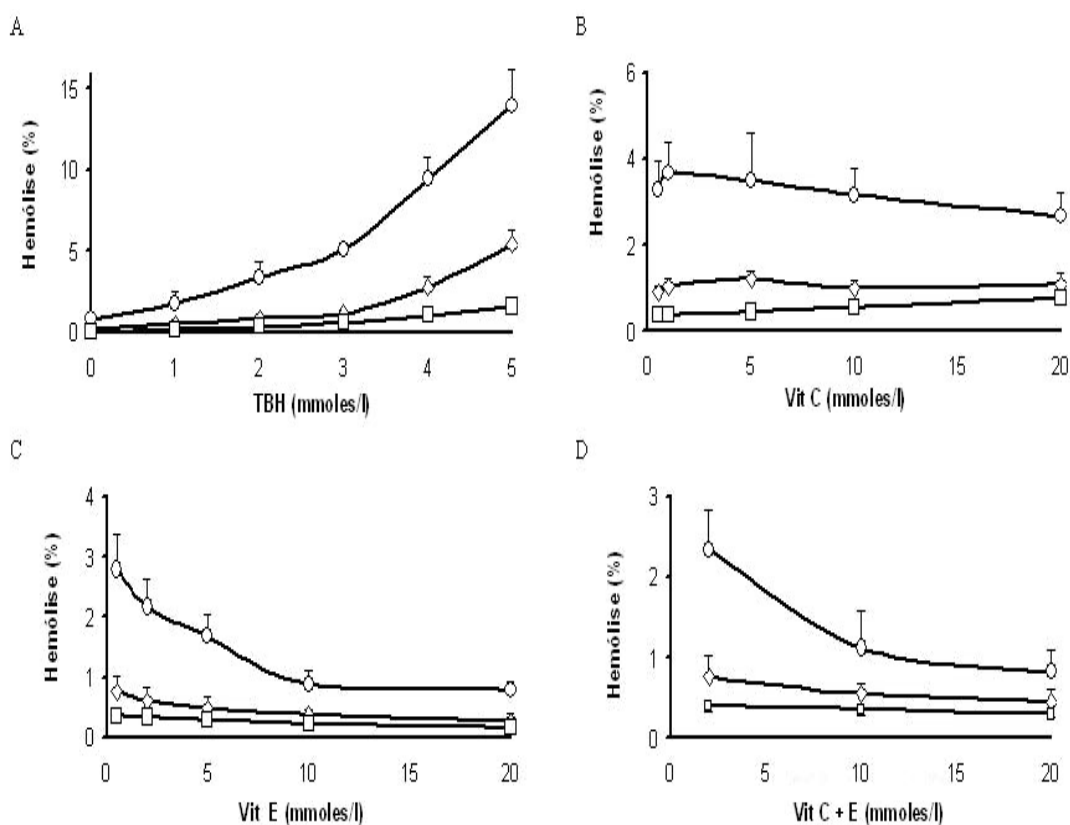 A
Hemólise (%)
15
10
5
0
0 1 2 3 4 5
TBH (mmoles/l)
B
Hemólise (%)
6
4
2
0
0 5 10 15 20
Vit C (mmoles/l)
C
Hemólise (%)
4
3
2
1
0
0 5 10 15 20
Vit E (mmoles/l)
D
Hemólise (%)
3
2
1
0
0 5 10 15 20
Vit C + E (mmoles/l)